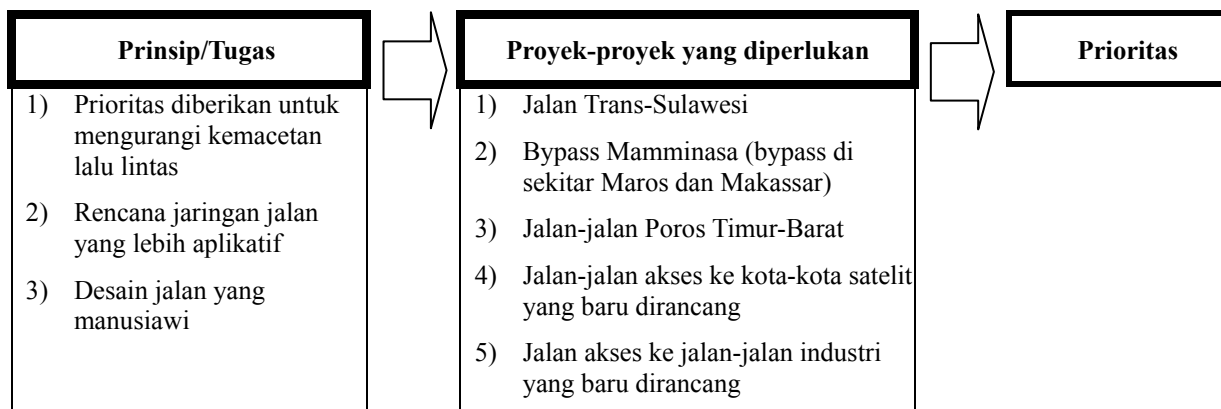 Prinsip/Tugas
1) Prioritas diberikan untuk
mengurangi kemacetan
lalu lintas
2) Rencana jaringan jalan
yang lebih aplikatif
3) Desain jalan yang
manusiawi
Proyek-proyek yang diperlukan
1) Jalan Trans-Sulawesi
2) Bypass Mamminasa (bypass di
sekitar Maros dan Makassar)
3) Jalan-jalan Poros Timur-Barat
4) Jalan-jalan akses ke kota-kota satelit
yang baru dirancang
5) Jalan akses ke jalan-jalan industri
yang baru dirancang
Prioritas